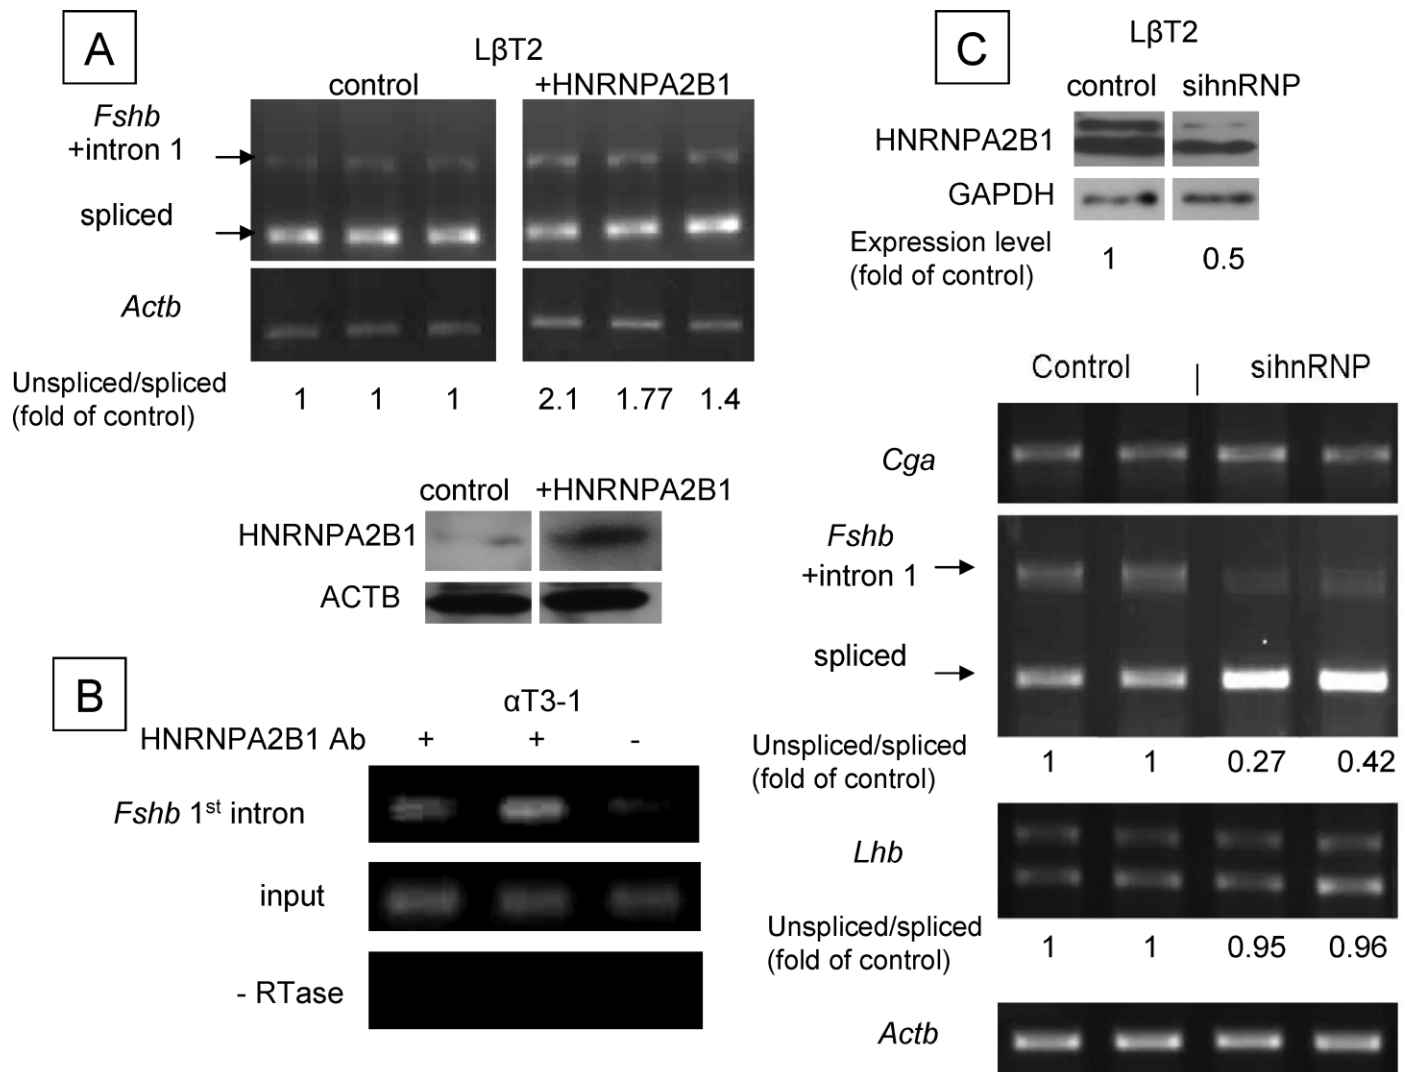 A
LβT2
control
+HNRNPA2B1
Fshb
+intron 1
spliced
Actb
Unspliced/spliced
(fold of control)
1 1 1 2.1 1.77 1.4
control +HNRNPA2B1
HNRNPA2B1
ACTB
B
αT3-1
HNRNPA2B1 Ab + + -
Fshb 1st intron
input
- RTase
C
LβT2
control sihnRNP
HNRNPA2B1
GAPDH
Expression level
(fold of control)
1 0.5
Control | sihnRNP
Cga
Fshb
+intron 1
spliced
Unspliced/spliced
(fold of control)
1 1 0.27 0.42
Lhb
Unspliced/spliced
(fold of control)
1 1 0.95 0.96
Actb